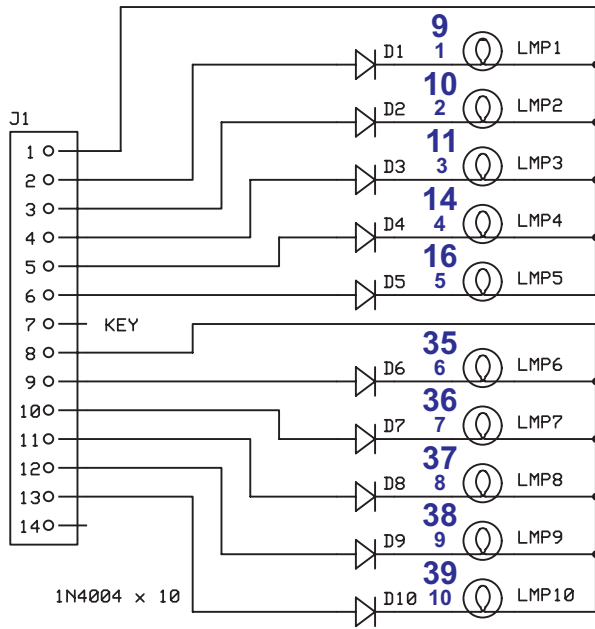 9
D1 1 LMP1
10
D2 2 LMP2
J1
11
1
D3 3 LMP3
2
14
3
D4 4 LMP4
4
16
5
D5 5 LMP5
6
7 KEY
8
35
D6 6 LMP6
9
36
10
D7 7 LMP7
11
37
12
D8 8 LMP8
13
38
14
D9 9 LMP9
39
1N4004 x 10
D10 10 LMP10